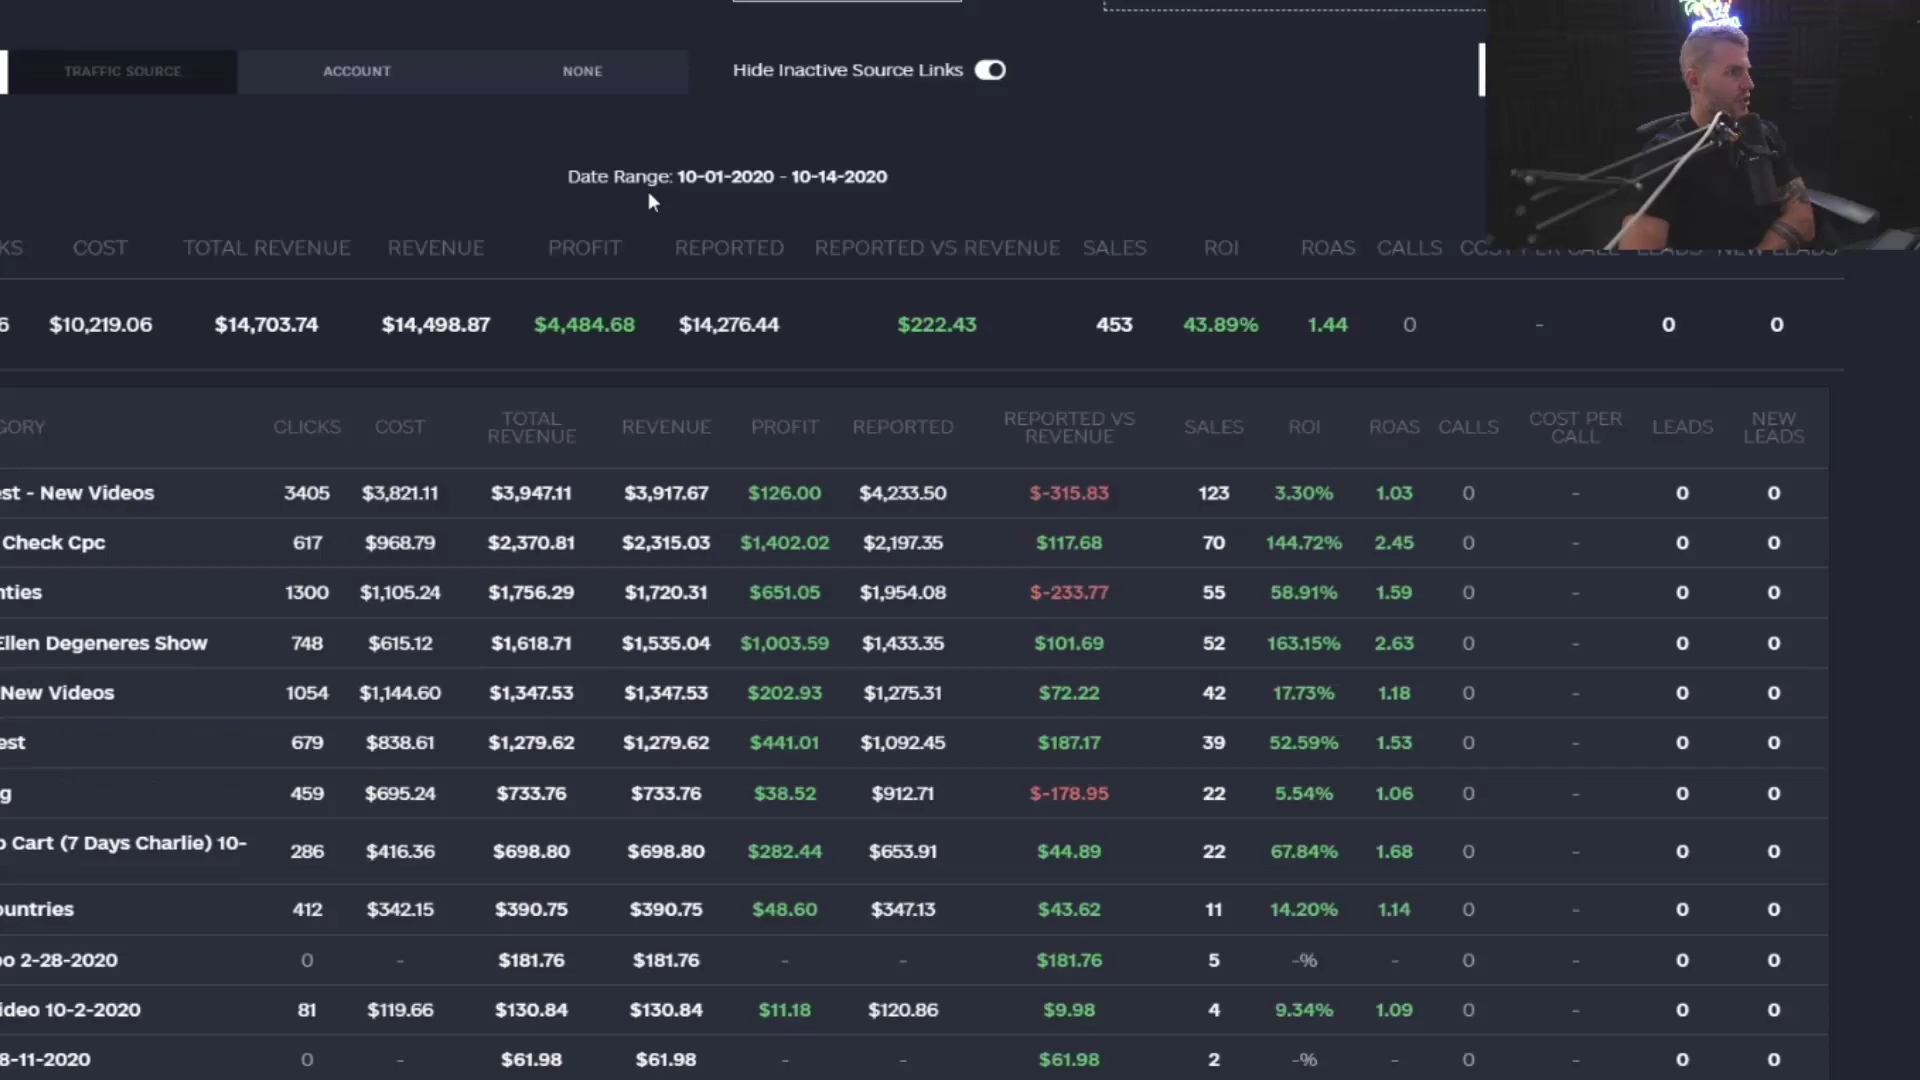 TRAFFIC SOURCE ACCOUNT NONE Hide Inactive Source Links
Date Range: 10-01-2020 - 10-14-2020
KS COST TOTAL REVENUE REVENUE PROFIT REPORTED REPORTED VS REVENUE SALES ROI ROAS CALLS COST PER CALL LEADS NEW LEADS
6 $10,219.06 $14,703.74 $14,498.87 $4,484.68 $14,276.44 $222.43 453 43.89% 1.44 0 - 0 0
GORY CLICKS COST TOTAL REVENUE REVENUE PROFIT REPORTED REPORTED VS REVENUE SALES ROI ROAS CALLS COST PER CALL LEADS NEW LEADS
est - New Videos 3405 $3,821.11 $3,947.11 $3,917.67 $126.00 $4,233.50 $-315.83 123 3.30% 1.03 0 - 0 0
Check Cpc 617 $968.79 $2,370.81 $2,315.03 $1,402.02 $2,197.35 $117.68 70 144.72% 2.45 0 - 0 0
nties 1300 $1,105.24 $1,756.29 $1,720.31 $651.05 $1,954.08 $-233.77 55 58.91% 1.59 0 - 0 0
Ellen Degeneres Show 748 $615.12 $1,618.71 $1,535.04 $1,003.59 $1,433.35 $101.69 52 163.15% 2.63 0 - 0 0
New Videos 1054 $1,144.60 $1,347.53 $1,347.53 $202.93 $1,275.31 $72.22 42 17.73% 1.18 0 - 0 0
est 679 $838.61 $1,279.62 $1,279.62 $441.01 $1,092.45 $187.17 39 52.59% 1.53 0 - 0 0
g 459 $695.24 $733.76 $733.76 $38.52 $912.71 $-178.95 22 5.54% 1.06 0 - 0 0
o Cart (7 Days Charlie) 10- 286 $416.36 $698.80 $698.80 $282.44 $653.91 $44.89 22 67.84% 1.68 0 - 0 0
ountries 412 $342.15 $390.75 $390.75 $48.60 $347.13 $43.62 11 14.20% 1.14 0 - 0 0
oo 2-28-2020 0 - $181.76 $181.76 - - $181.76 5 -% - 0 - 0 0
ideo 10-2-2020 81 $119.66 $130.84 $130.84 $11.18 $120.86 $9.98 4 9.34% 1.09 0 - 0 0
8-11-2020 0 - $61.98 $61.98 - - $61.98 2 -% - 0 - 0 0